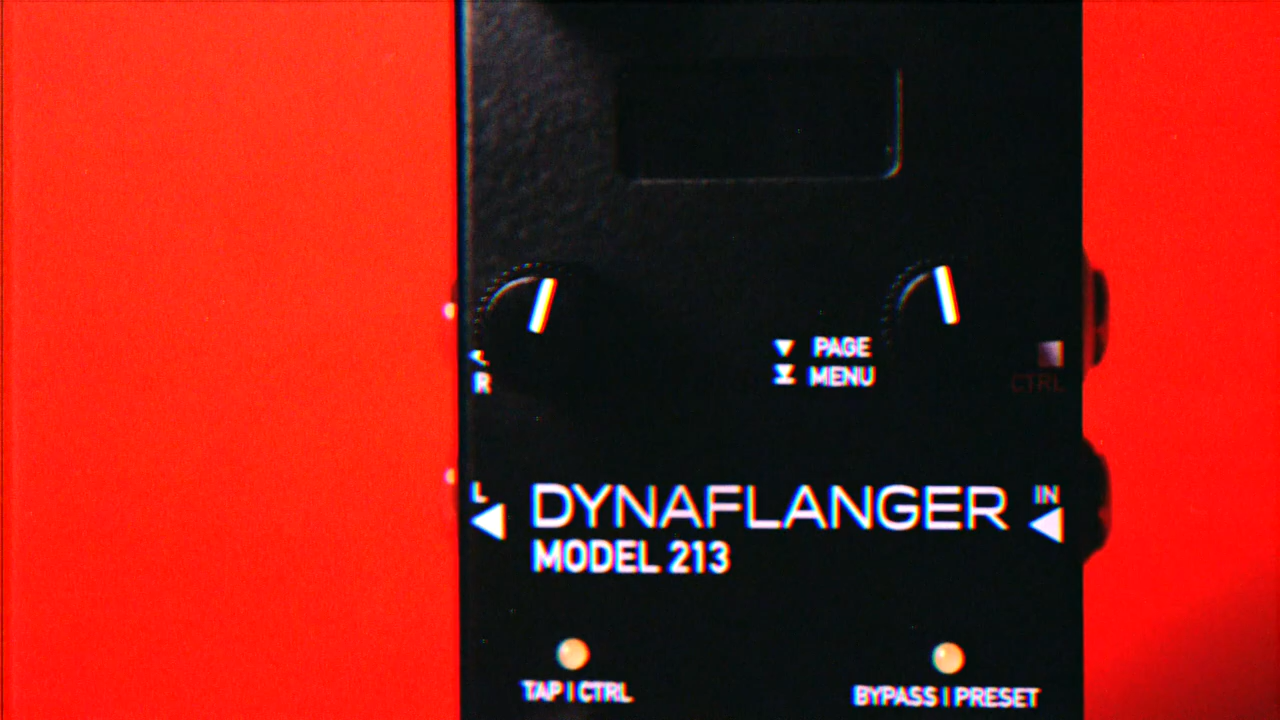 PAGE
MENU
R
CTRL
L
DYNAFLANGER
IN
MODEL 213
TAP | CTRL
BYPASS | PRESET